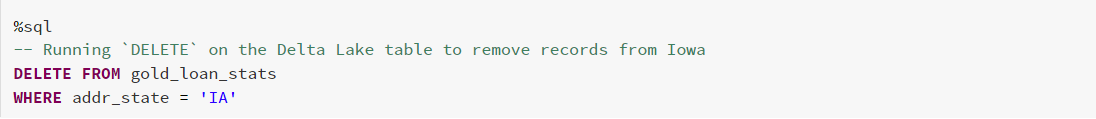 %sql
-- Running `DELETE` on the Delta Lake table to remove records from Iowa
DELETE FROM gold_loan_stats
WHERE addr_state = 'IA'